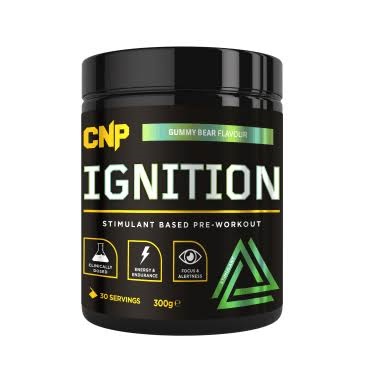 CNP
GUMMY BEAR FLAVOUR
IGNITION
STIMULANT BASED PRE-WORKOUT
CLINICALLY
DOSED
ENERGY &
ENDURANCE
FOCUS &
ALERTNESS
30 SERVINGS
300g℮